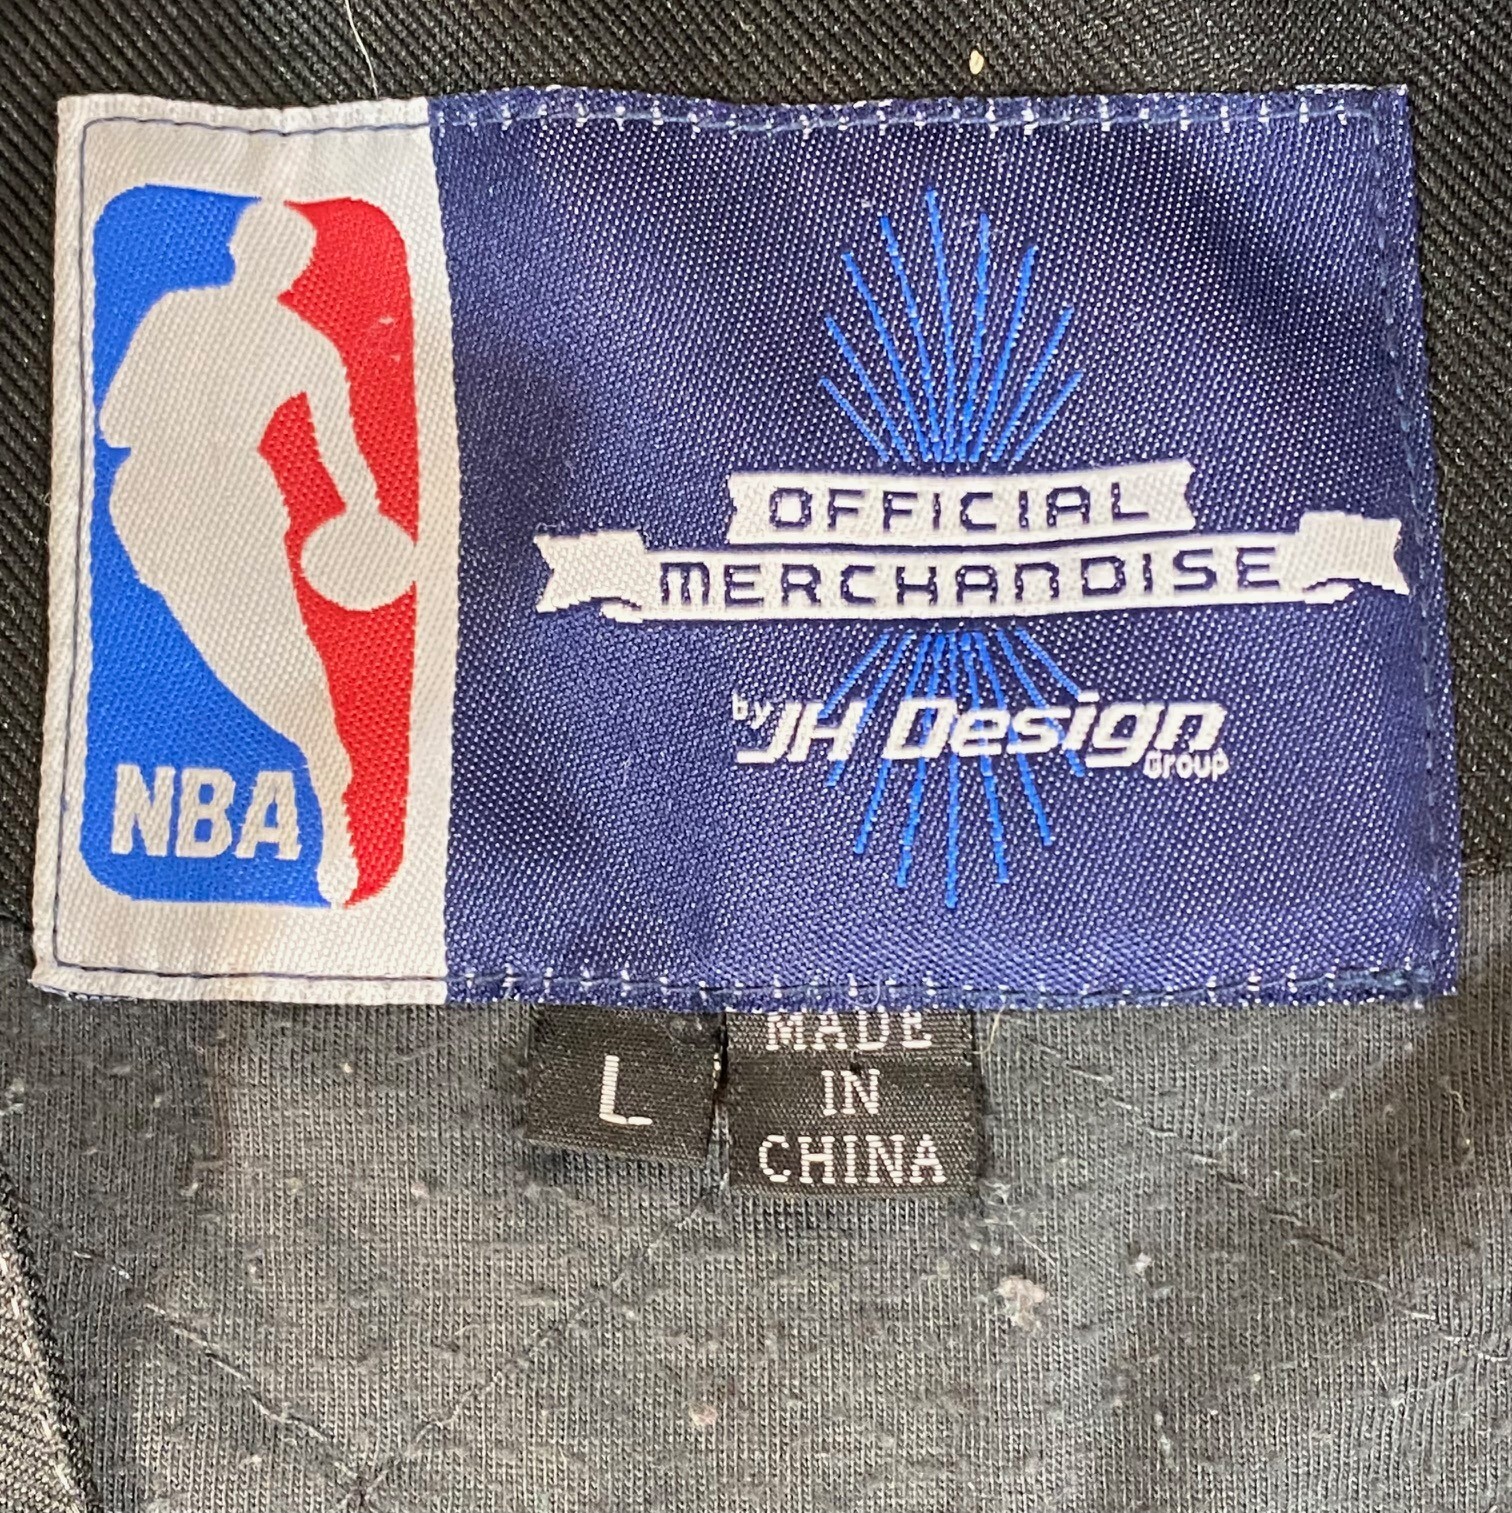 NBA
OFFICIAL
MERCHANDISE
by JH Design
Group
L
MADE
IN
CHINA